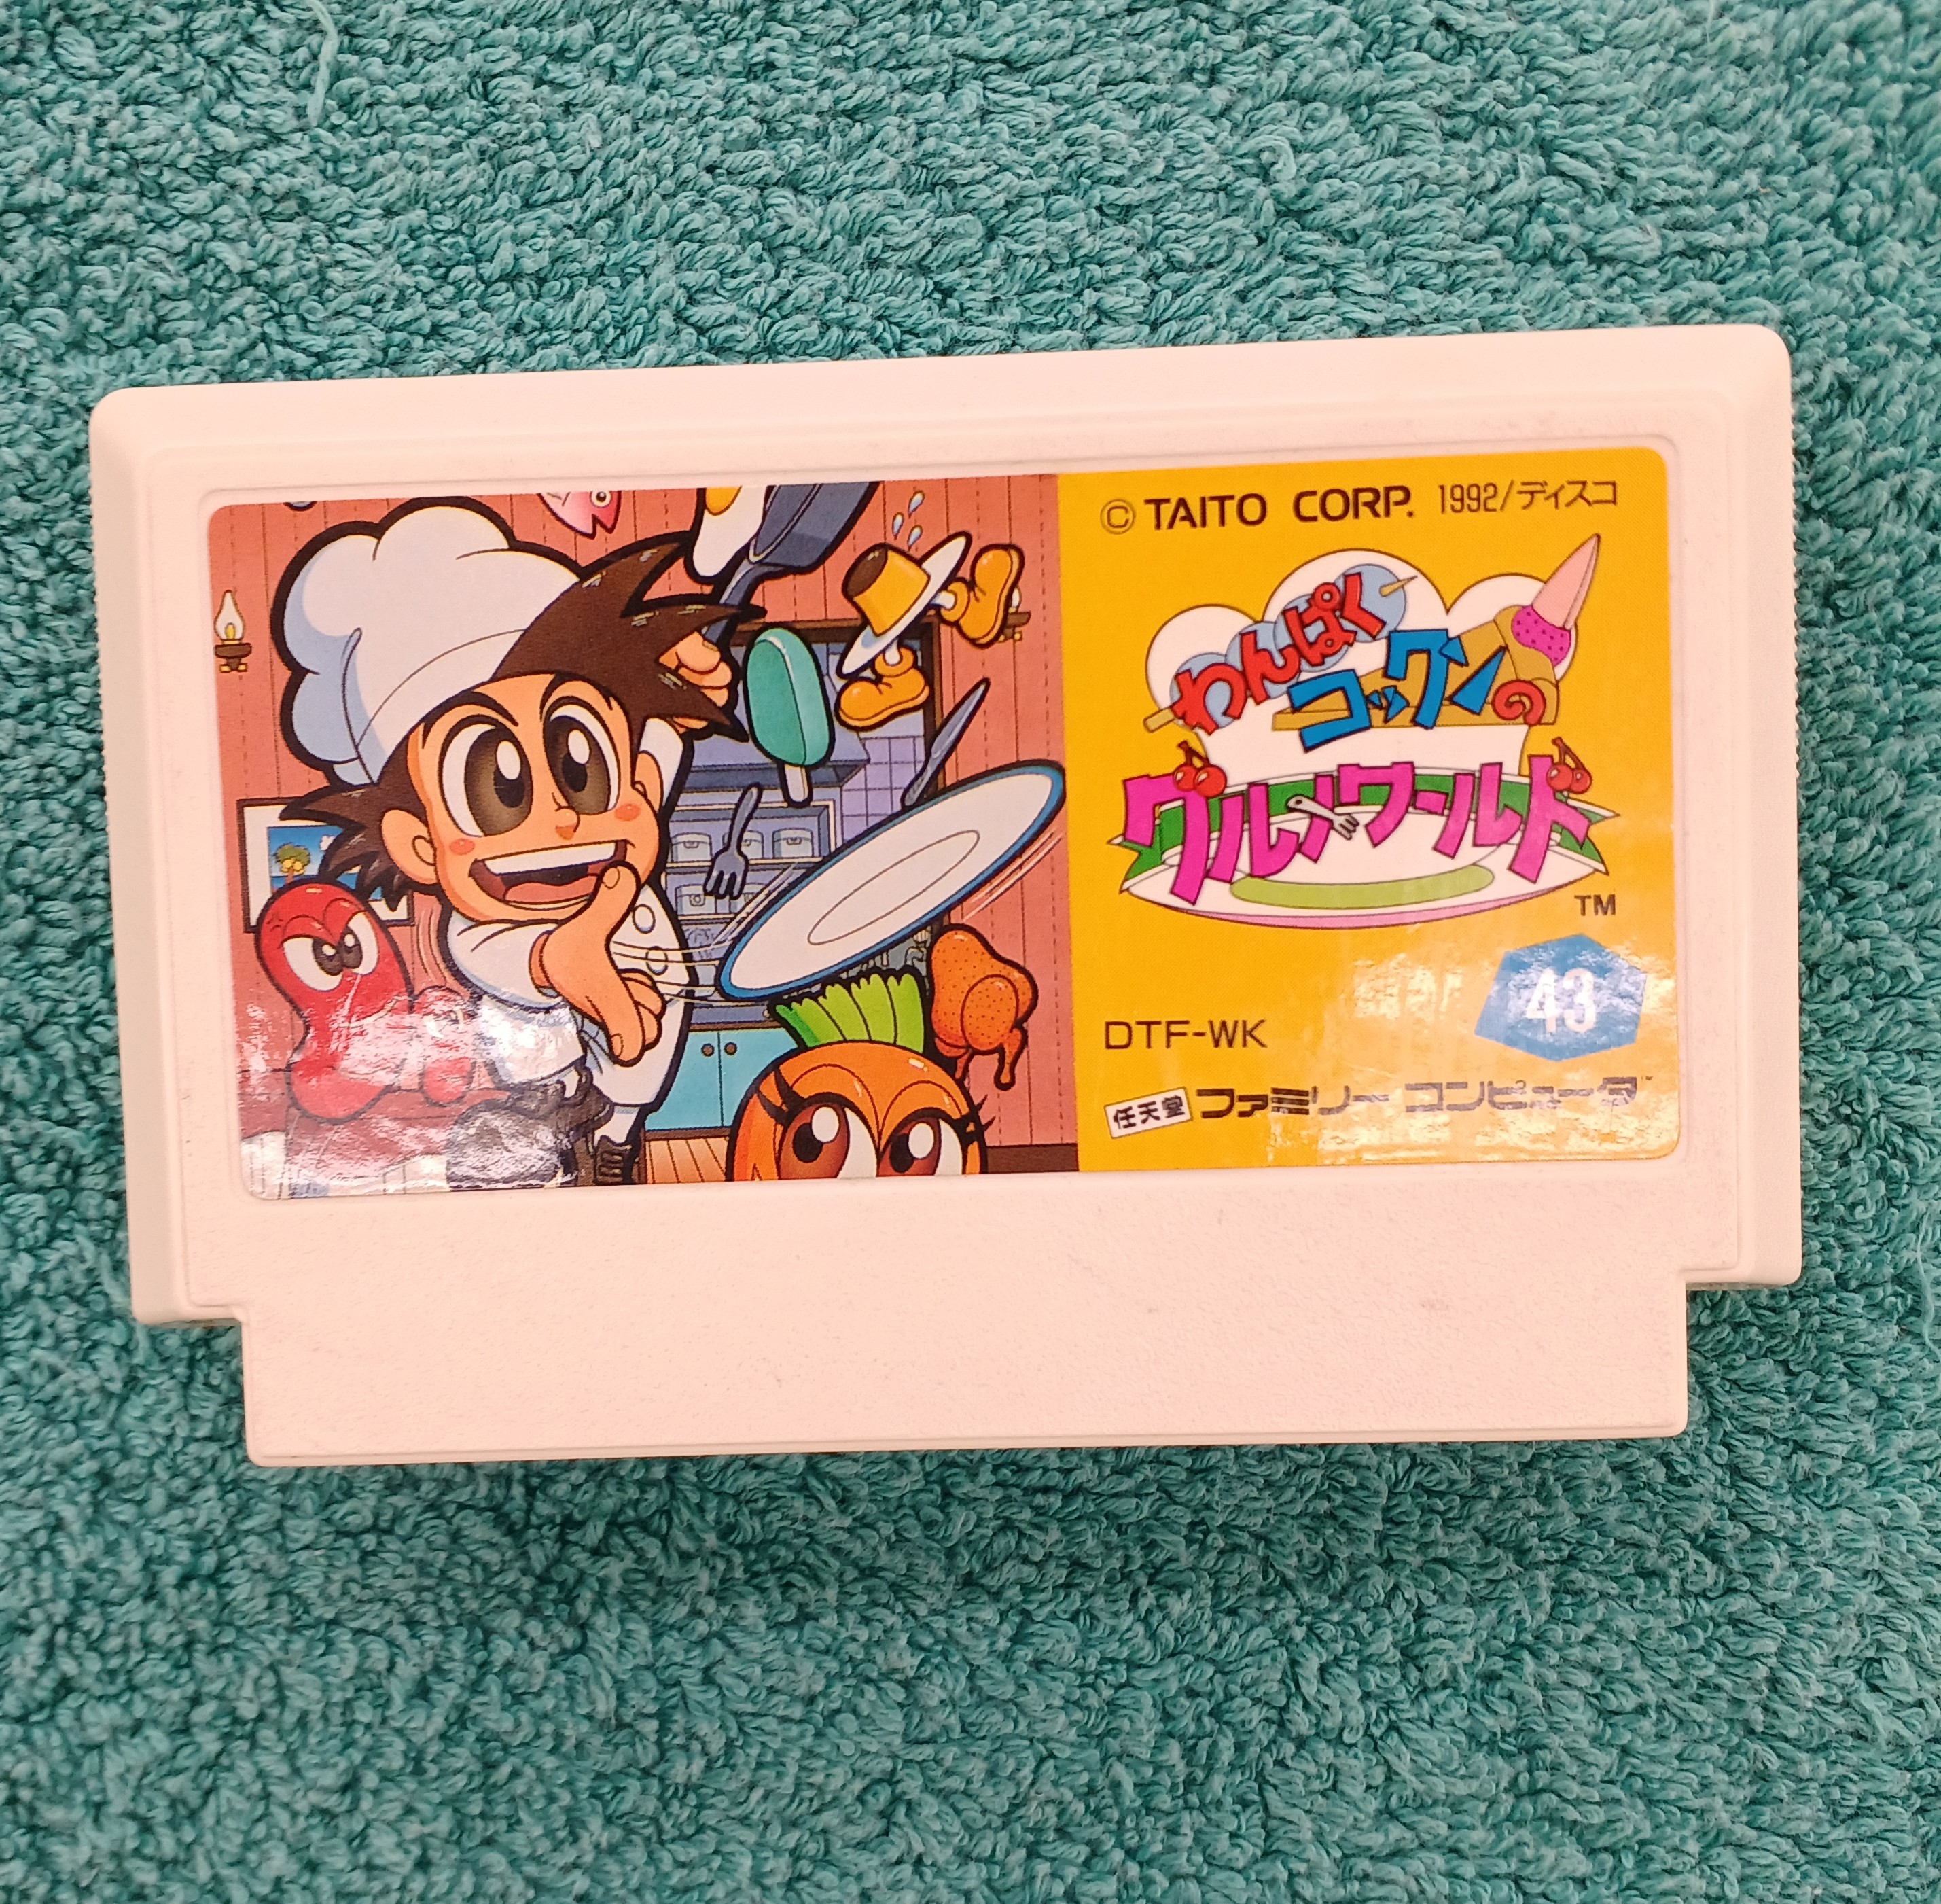 © TAITO CORP. 1992/ディスコ
わんぱく
コックンの
グルメワールド
TM
43
DTF-WK
任天堂 ファミリー コンピュータ™